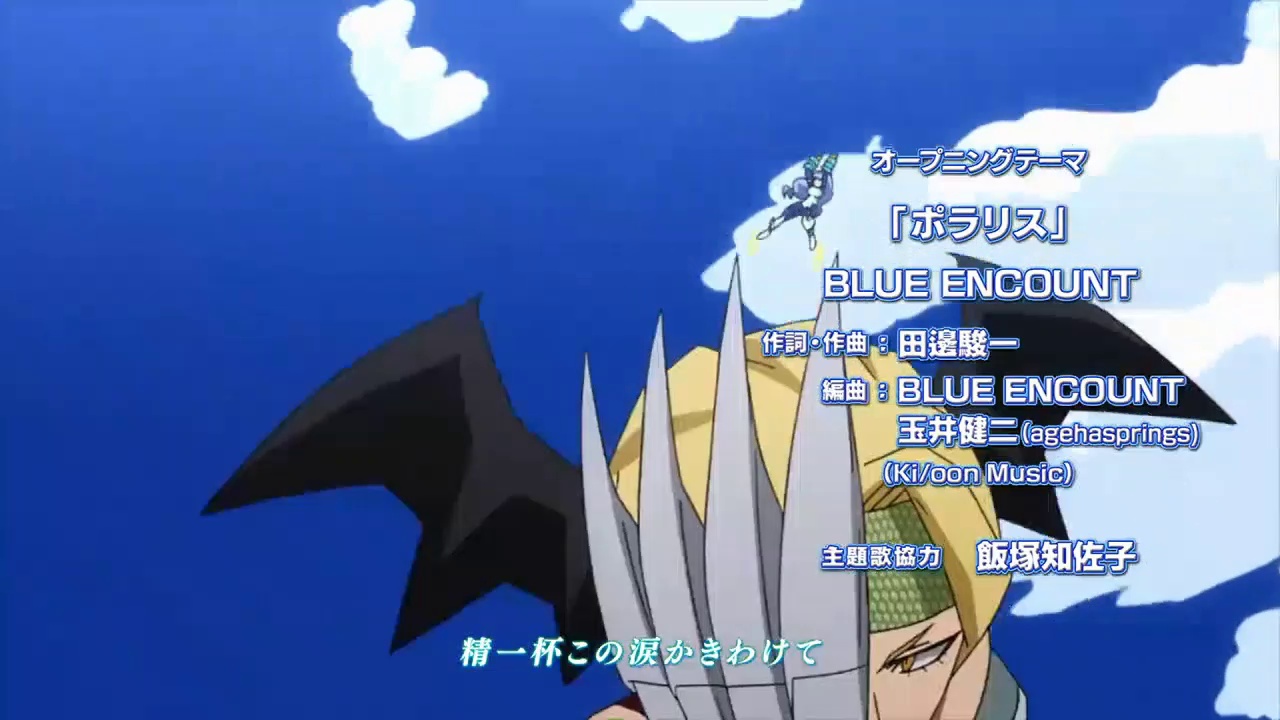 オープニングテーマ
「ポラリス」
BLUE ENCOUNT
作詞・作曲：田邊駿一
編曲：BLUE ENCOUNT
玉井健二(agehasprings)
(Ki/oon Music)
主題歌協力　飯塚知佐子
精一杯この涙かきわけて